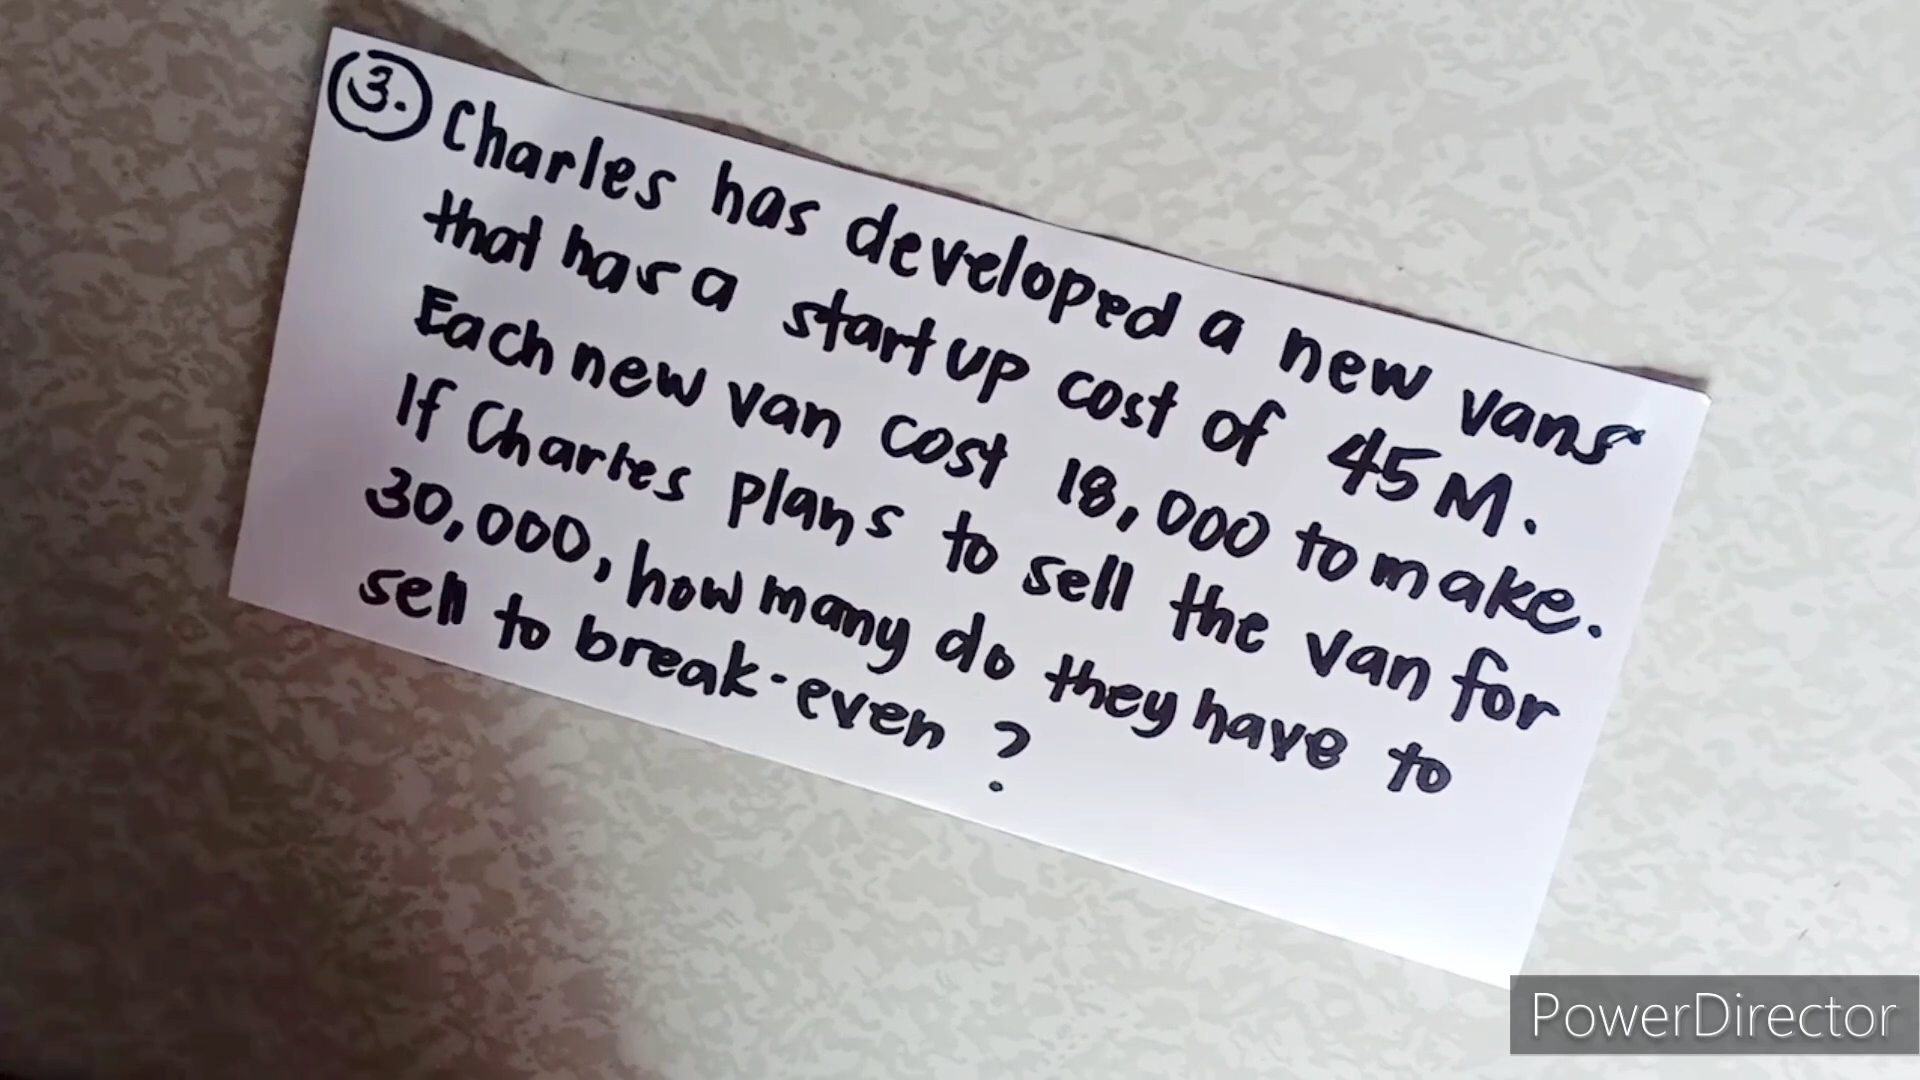 3. Charles has developed a new vans
that has a start up cost of 45M.
Each new van cost 18,000 to make.
If Charles plans to sell the van for
30,000, how many do they have to
sell to break-even ?
PowerDirector